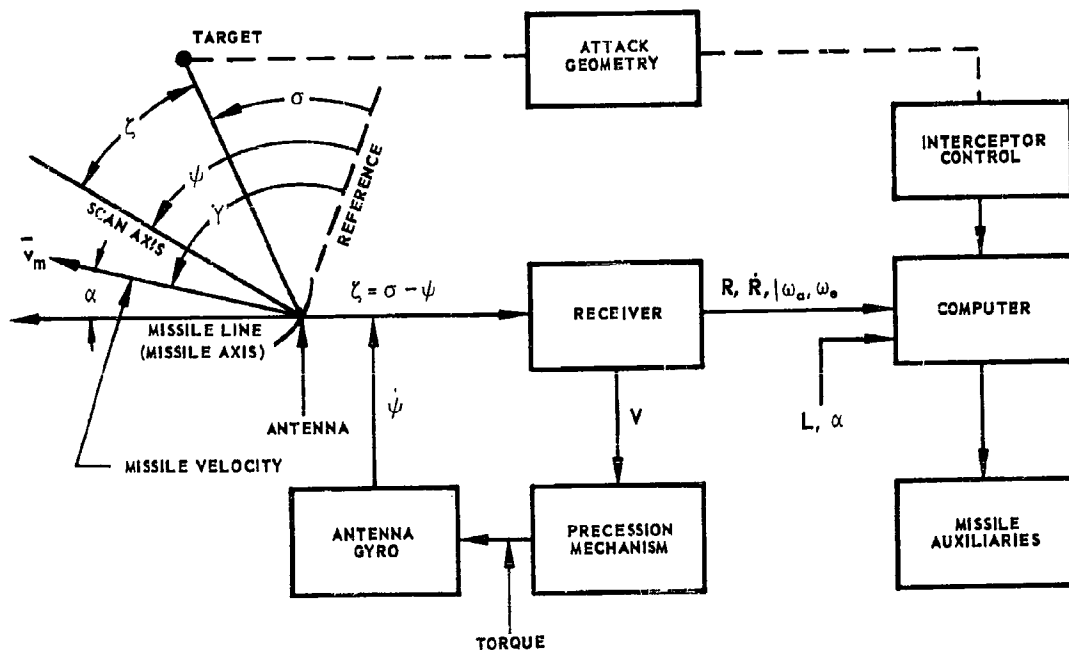 TARGET
ATTACK
GEOMETRY
σ
ζ
INTERCEPTOR
CONTROL
ψ
γ
REFERENCE
SCAN AXIS
v̅m
α
ζ = σ − ψ
RECEIVER
R, Ṙ, |ωa, ωe
COMPUTER
MISSILE LINE
(MISSILE AXIS)
ψ̇
V
L, α
ANTENNA
MISSILE VELOCITY
ANTENNA
GYRO
PRECESSION
MECHANISM
MISSILE
AUXILIARIES
TORQUE